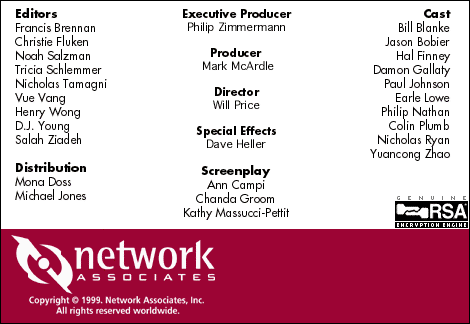 Editors
Francis Brennan
Christie Fluken
Noah Salzman
Tricia Schlemmer
Nicholas Tamagni
Vue Vang
Henry Wong
D.J. Young
Salah Ziadeh
Distribution
Mona Doss
Michael Jones
Executive Producer
Philip Zimmermann
Producer
Mark McArdle
Director
Will Price
Special Effects
Dave Heller
Screenplay
Ann Campi
Chanda Groom
Kathy Massucci-Pettit
Cast
Bill Blanke
Jason Bobier
Hal Finney
Damon Gallaty
Paul Johnson
Earle Lowe
Philip Nathan
Colin Plumb
Nicholas Ryan
Yuancong Zhao
GENUINE
RSA
ENCRYPTION ENGINE
network
ASSOCIATES
Copyright © 1999. Network Associates, Inc.
All rights reserved worldwide.